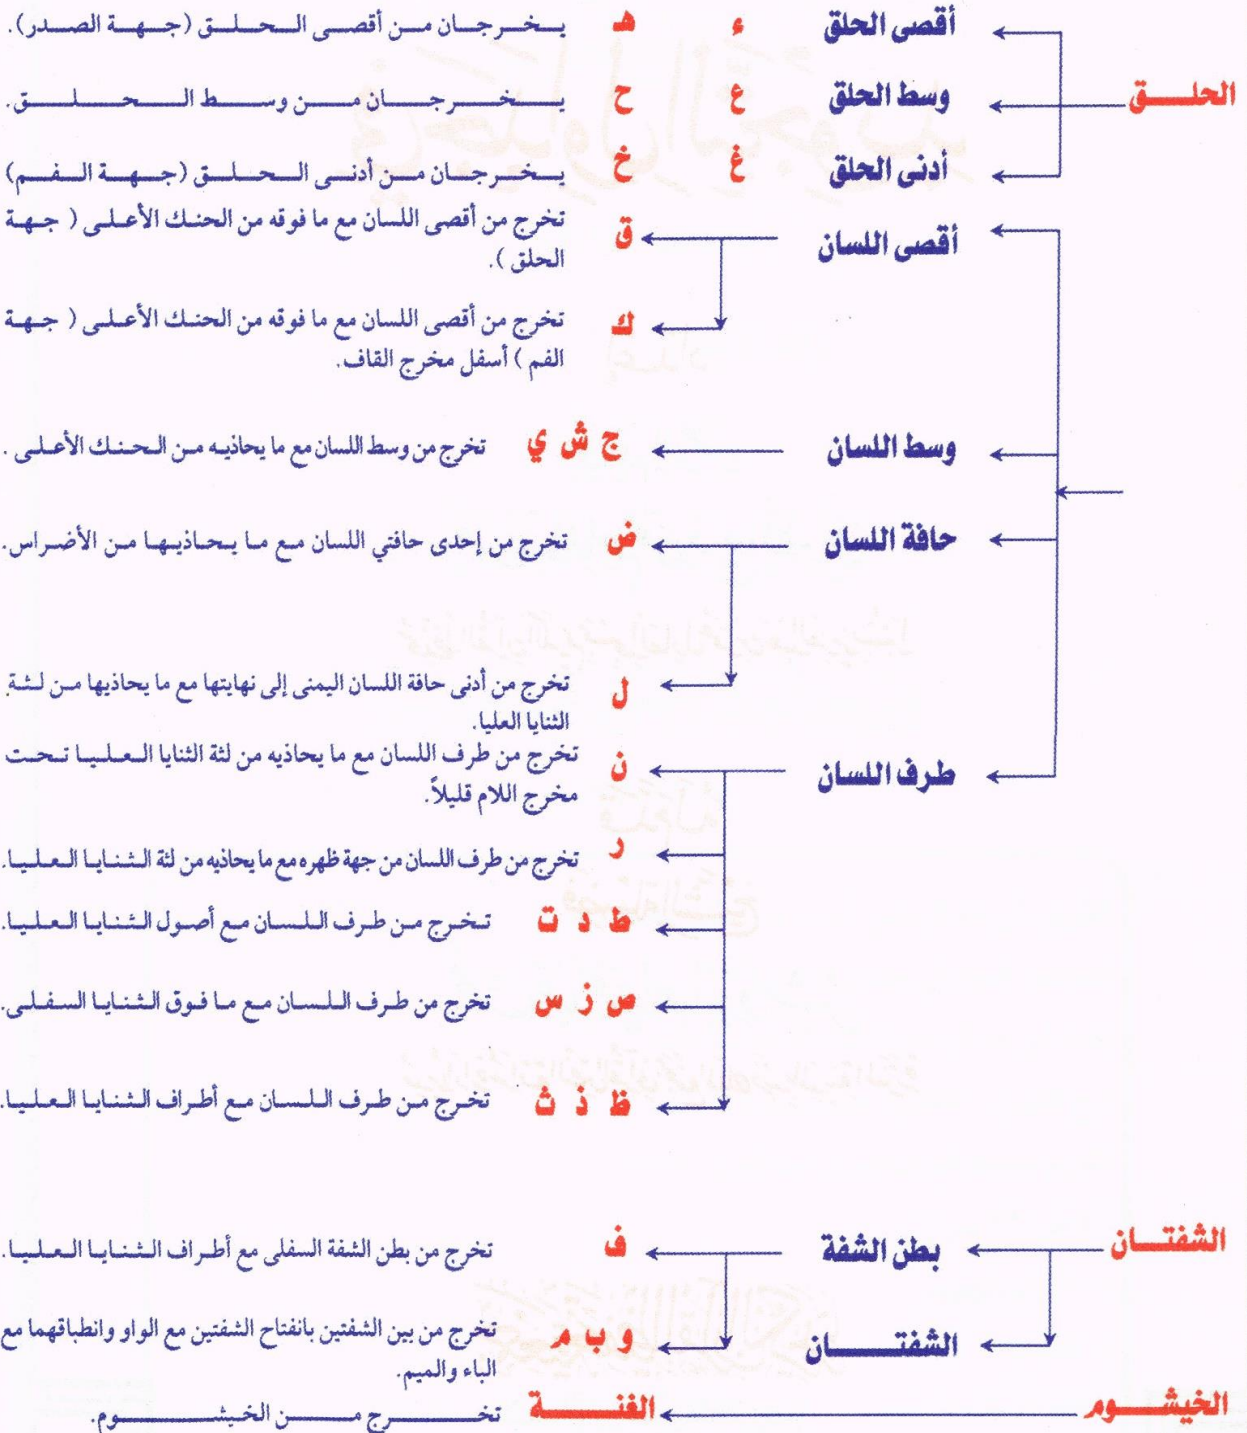 الحلق
أقصى الحلق ء هـ يخرجان من أقصى الحلق (جهة الصدر).
وسط الحلق ع ح يخرجان من وسط الحلق.
أدنى الحلق غ خ يخرجان من أدنى الحلق (جهة الفم)
أقصى اللسان ق تخرج من أقصى اللسان مع ما فوقه من الحنك الأعلى ( جهة
الحلق ).
ك تخرج من أقصى اللسان مع ما فوقه من الحنك الأعلى ( جهة
الفم ) أسفل مخرج القاف.
وسط اللسان ج ش ي تخرج من وسط اللسان مع ما يحاذيه من الحنك الأعلى .
حافة اللسان ض تخرج من إحدى حافتي اللسان مع ما يحاذيها من الأضراس.
ل تخرج من أدنى حافة اللسان اليمنى إلى نهايتها مع ما يحاذيها من لثة
الثنايا العليا.
طرف اللسان ن تخرج من طرف اللسان مع ما يحاذيه من لثة الثنايا العليا تحت
مخرج اللام قليلاً.
ر تخرج من طرف اللسان من جهة ظهره مع ما يحاذيه من لثة الثنايا العليا.
ط د ت تخرج من طرف اللسان مع أصول الثنايا العليا.
ص ز س تخرج من طرف اللسان مع ما فوق الثنايا السفلى.
ظ ذ ث تخرج من طرف اللسان مع أطراف الثنايا العليا.
الشفتان
بطن الشفة ف تخرج من بطن الشفة السفلى مع أطراف الثنايا العليا.
الشفتان و ب م تخرج من بين الشفتين بانفتاح الشفتين مع الواو وانطباقهما مع
الباء والميم.
الخيشوم الغنة تخرج من الخيشوم.